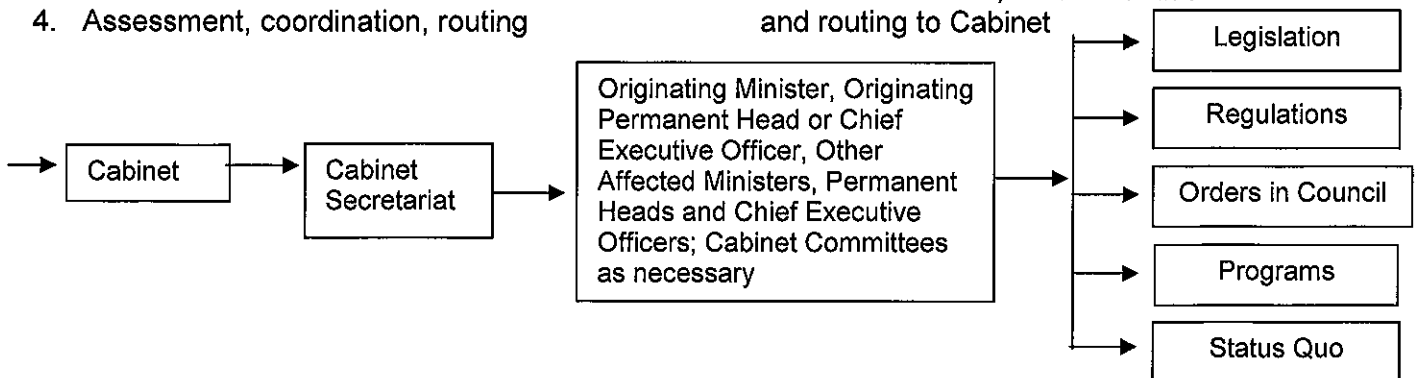 4. Assessment, coordination, routing
and routing to Cabinet
Cabinet
Cabinet
Secretariat
Originating Minister, Originating
Permanent Head or Chief
Executive Officer, Other
Affected Ministers, Permanent
Heads and Chief Executive
Officers; Cabinet Committees
as necessary
Legislation
Regulations
Orders in Council
Programs
Status Quo